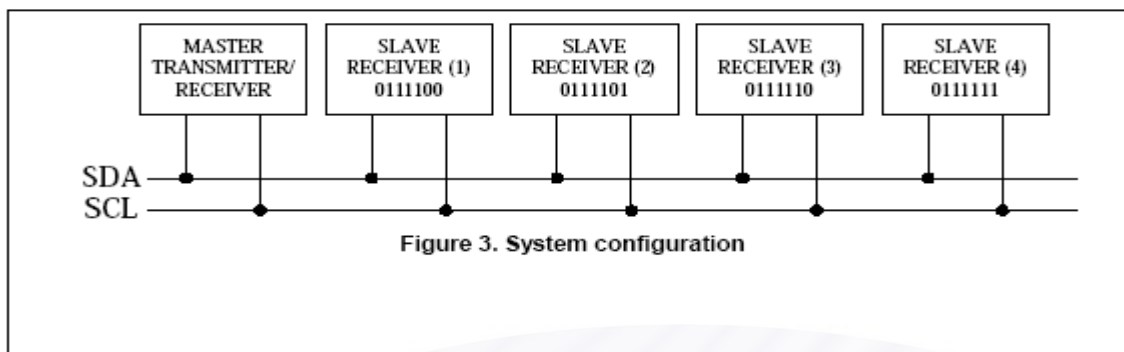 MASTER
TRANSMITTER/
RECEIVER
SLAVE
RECEIVER (1)
0111100
SLAVE
RECEIVER (2)
0111101
SLAVE
RECEIVER (3)
0111110
SLAVE
RECEIVER (4)
0111111
SDA
SCL
Figure 3. System configuration